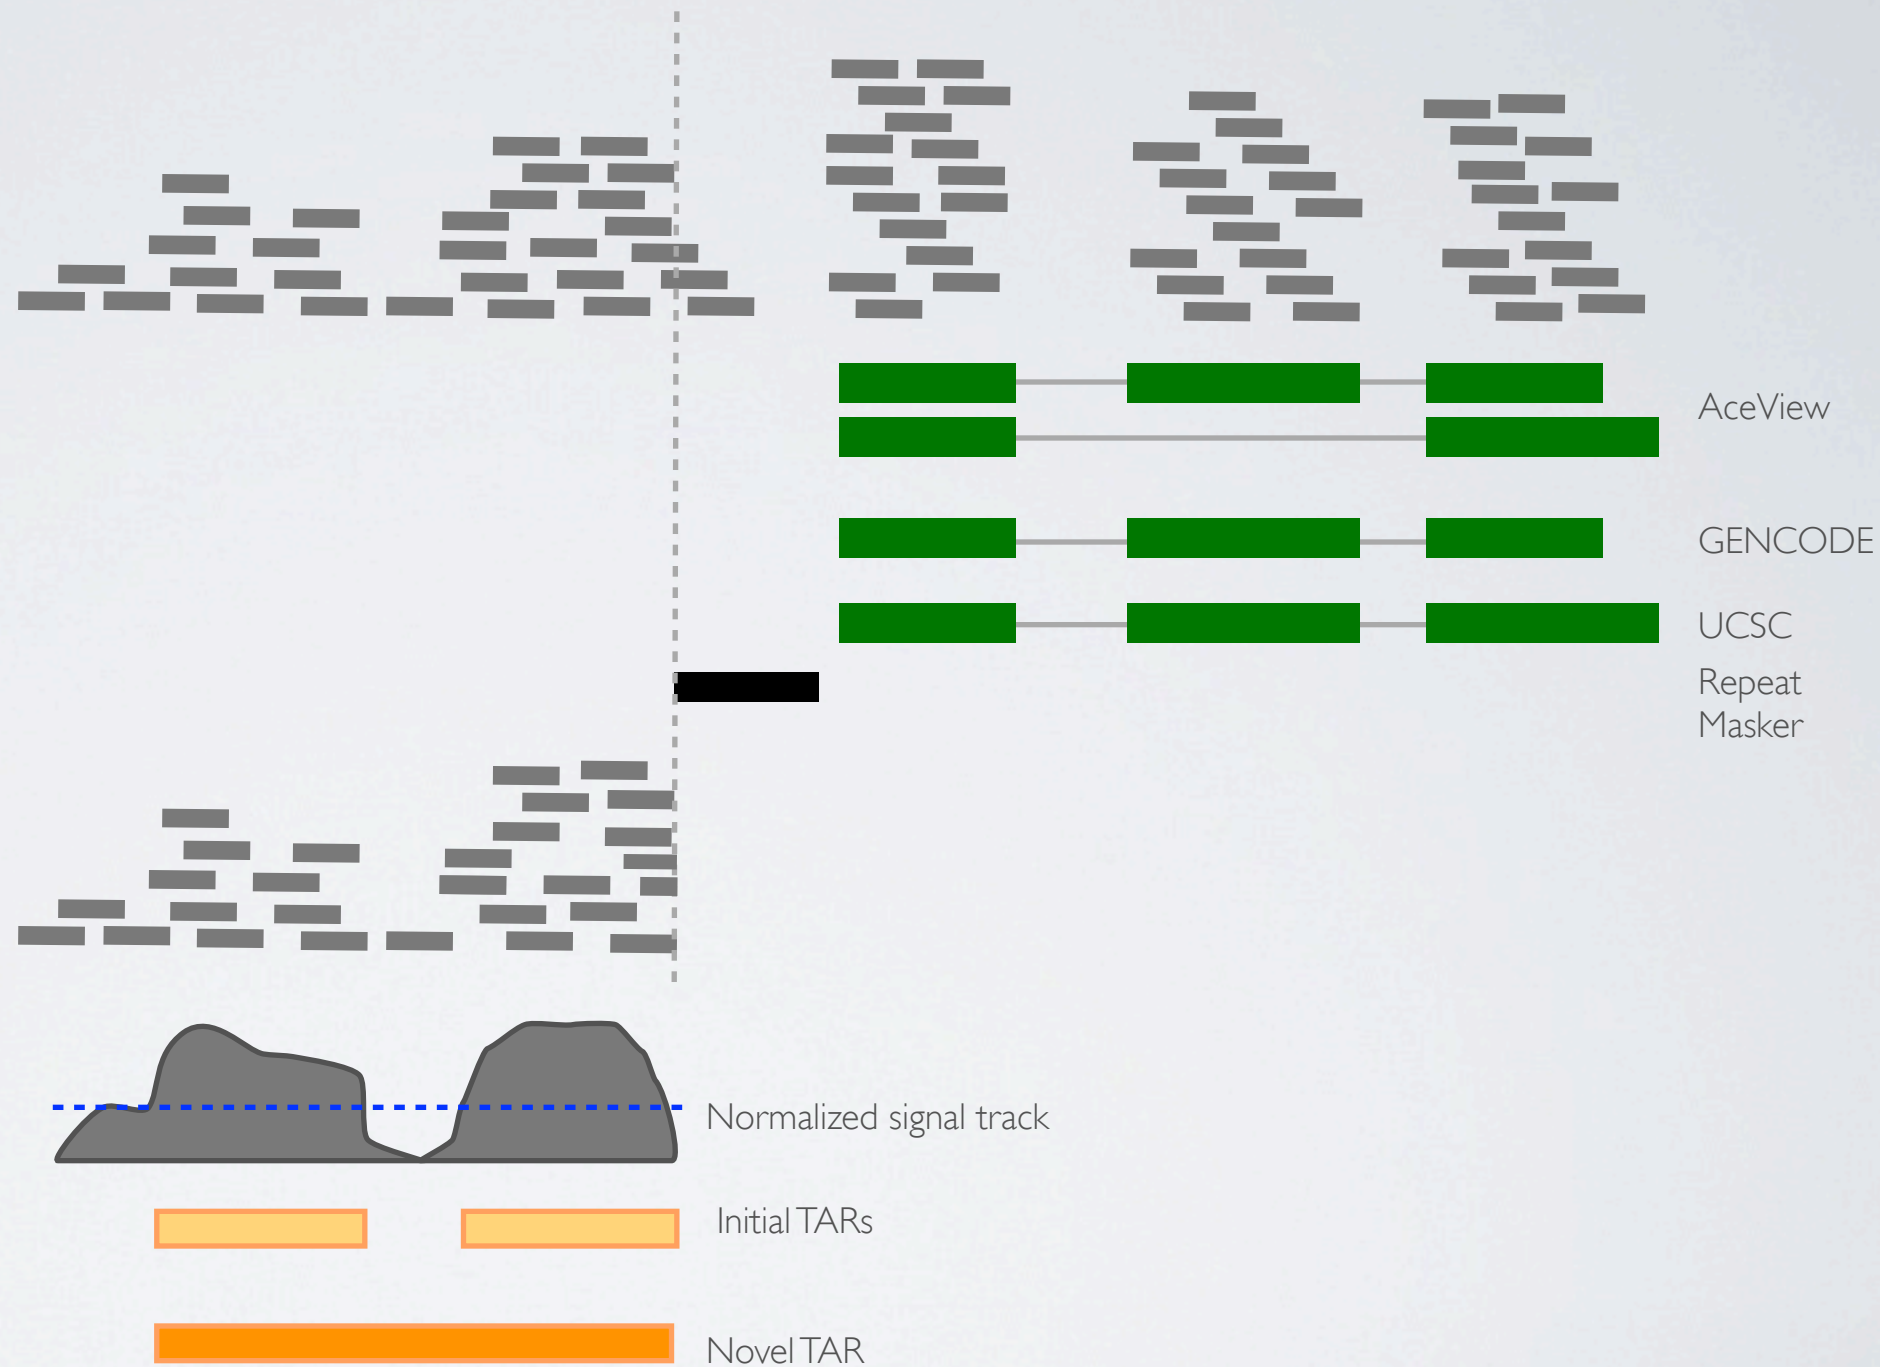 AceView
GENCODE
UCSC
Repeat
Masker
Normalized signal track
Initial TARs
Novel TAR